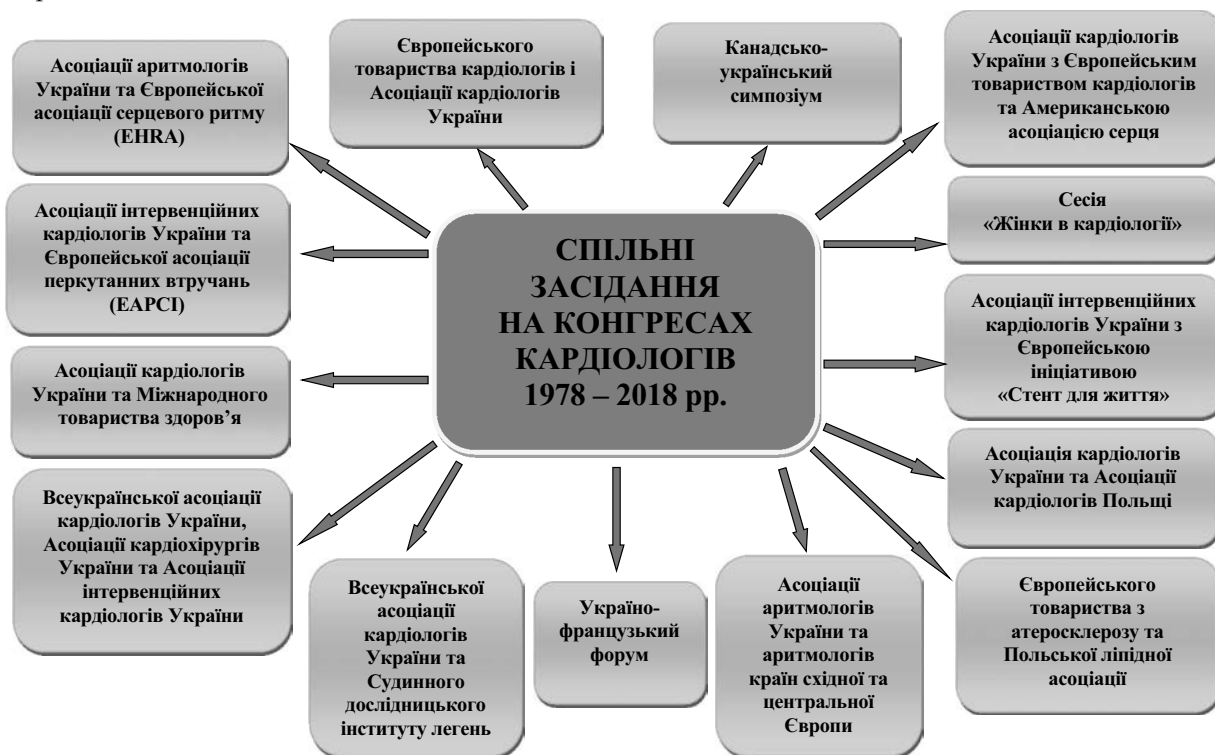 Асоціації аритмологів
України та Європейської
асоціації серцевого ритму
(EHRA)
Європейського
товариства кардіологів і
Асоціації кардіологів
України
Канадсько-
український
симпозіум
Асоціації кардіологів
України з Європейським
товариством кардіологів
та Американською
асоціацією серця
Асоціації інтервенційних
кардіологів України та
Європейської асоціації
перкутанних втручань
(EAPCI)
СПІЛЬНІ
ЗАСІДАННЯ
НА КОНГРЕСАХ
КАРДІОЛОГІВ
1978 – 2018 рр.
Сесія
«Жінки в кардіології»
Асоціації інтервенційних
кардіологів України з
Європейською
ініціативою
«Стент для життя»
Асоціації кардіологів
України та Міжнародного
товариства здоров’я
Асоціація кардіологів
України та Асоціації
кардіологів Польщі
Всеукраїнської асоціації
кардіологів України,
Асоціації кардіохірургів
України та Асоціації
інтервенційних
кардіологів України
Всеукраїнської
асоціації
кардіологів
України та
Судинного
дослідницького
інституту легень
Україно-
французький
форум
Асоціації
аритмологів
України та
аритмологів
країн східної та
центральної
Європи
Європейського
товариства з
атеросклерозу та
Польської ліпідної
асоціації